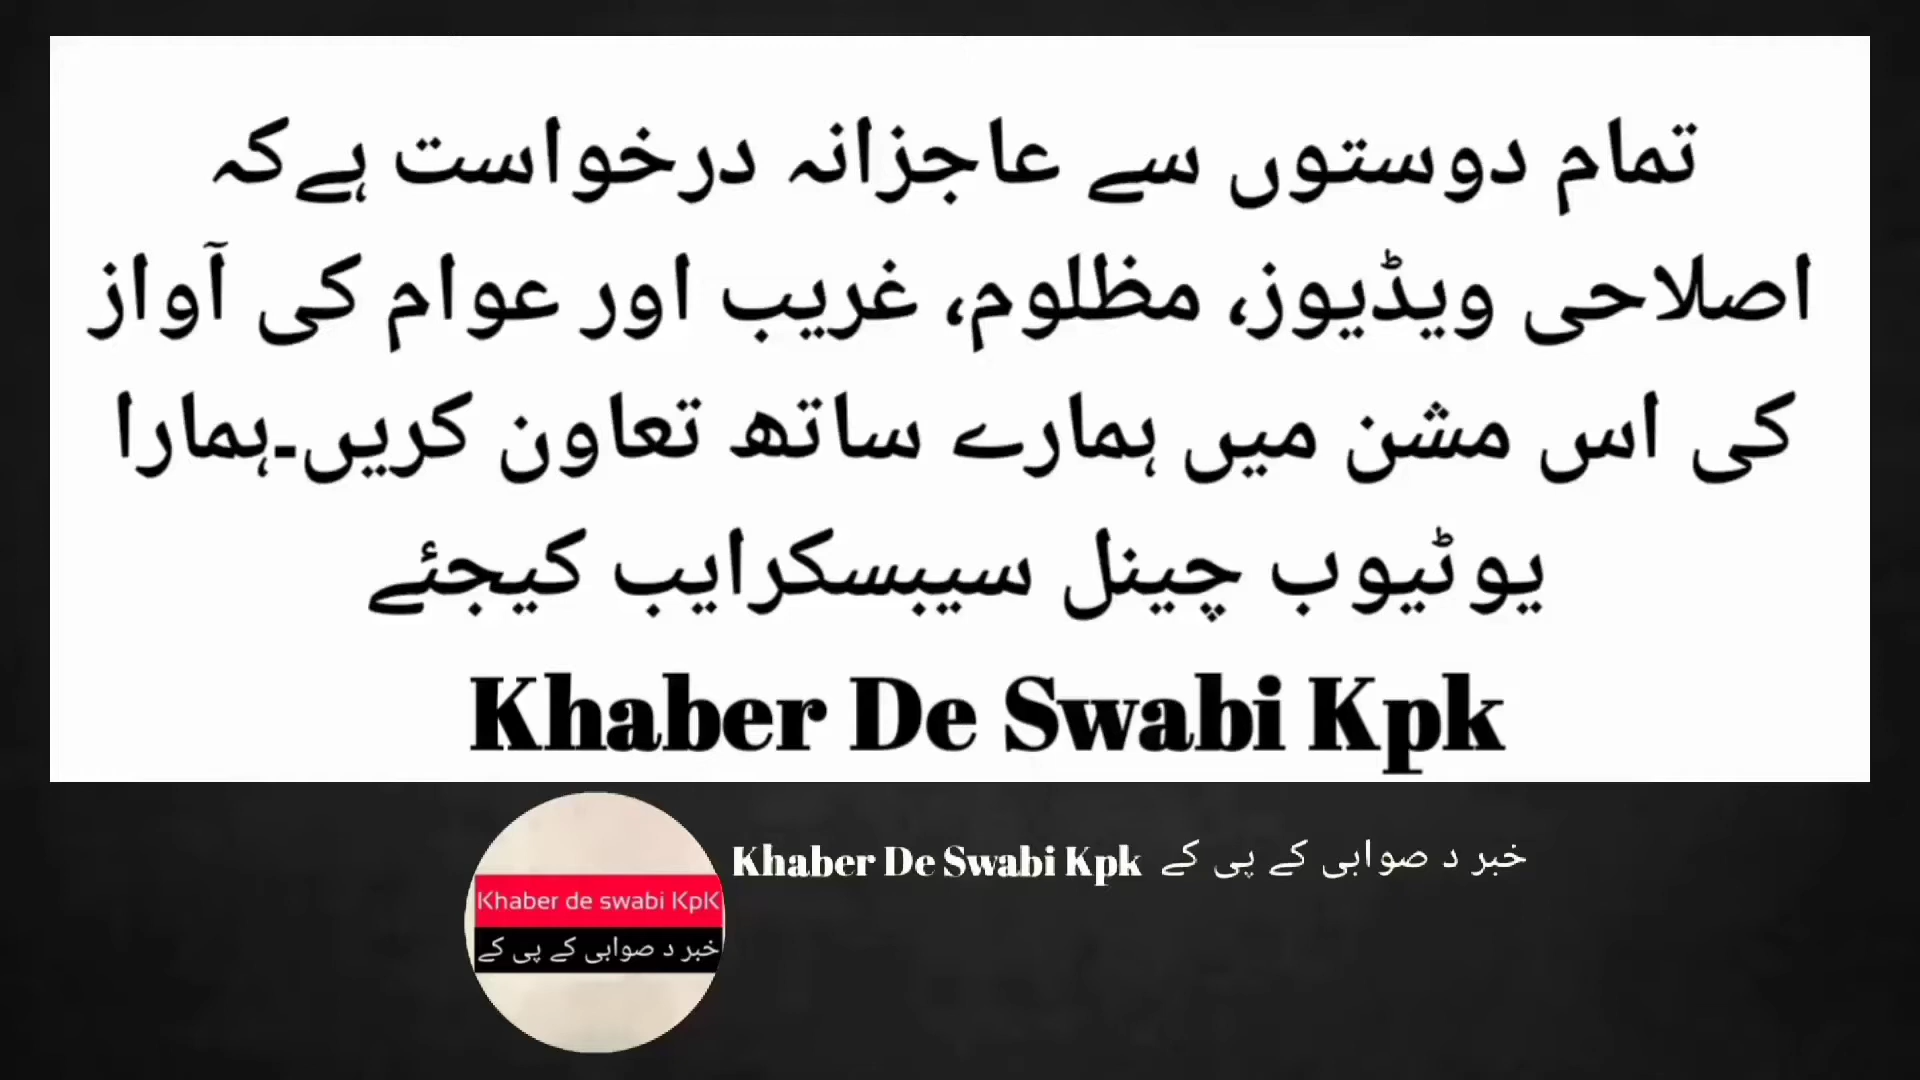 تمام دوستوں سے عاجزانہ درخواست ہےکہ
اصلاحی ویڈیوز، مظلوم، غریب اور عوام کی آواز
کی اس مشن میں ہمارے ساتھ تعاون کریں۔ہمارا
یوٹیوب چینل سیبسکرایب کیجئے
Khaber De Swabi Kpk
Khaber De Swabi Kpk خبر د صوابی کے پی کے
Khaber de swabi KpK
خبر د صوابی کے پی کے